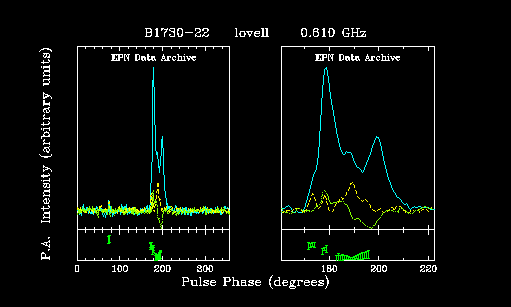 B1730-22 lovell 0.610 GHz
EPN Data Archive EPN Data Archive
Intensity (arbitrary units)
P.A.
0 100 200 300 160 180 200 220
Pulse Phase (degrees)